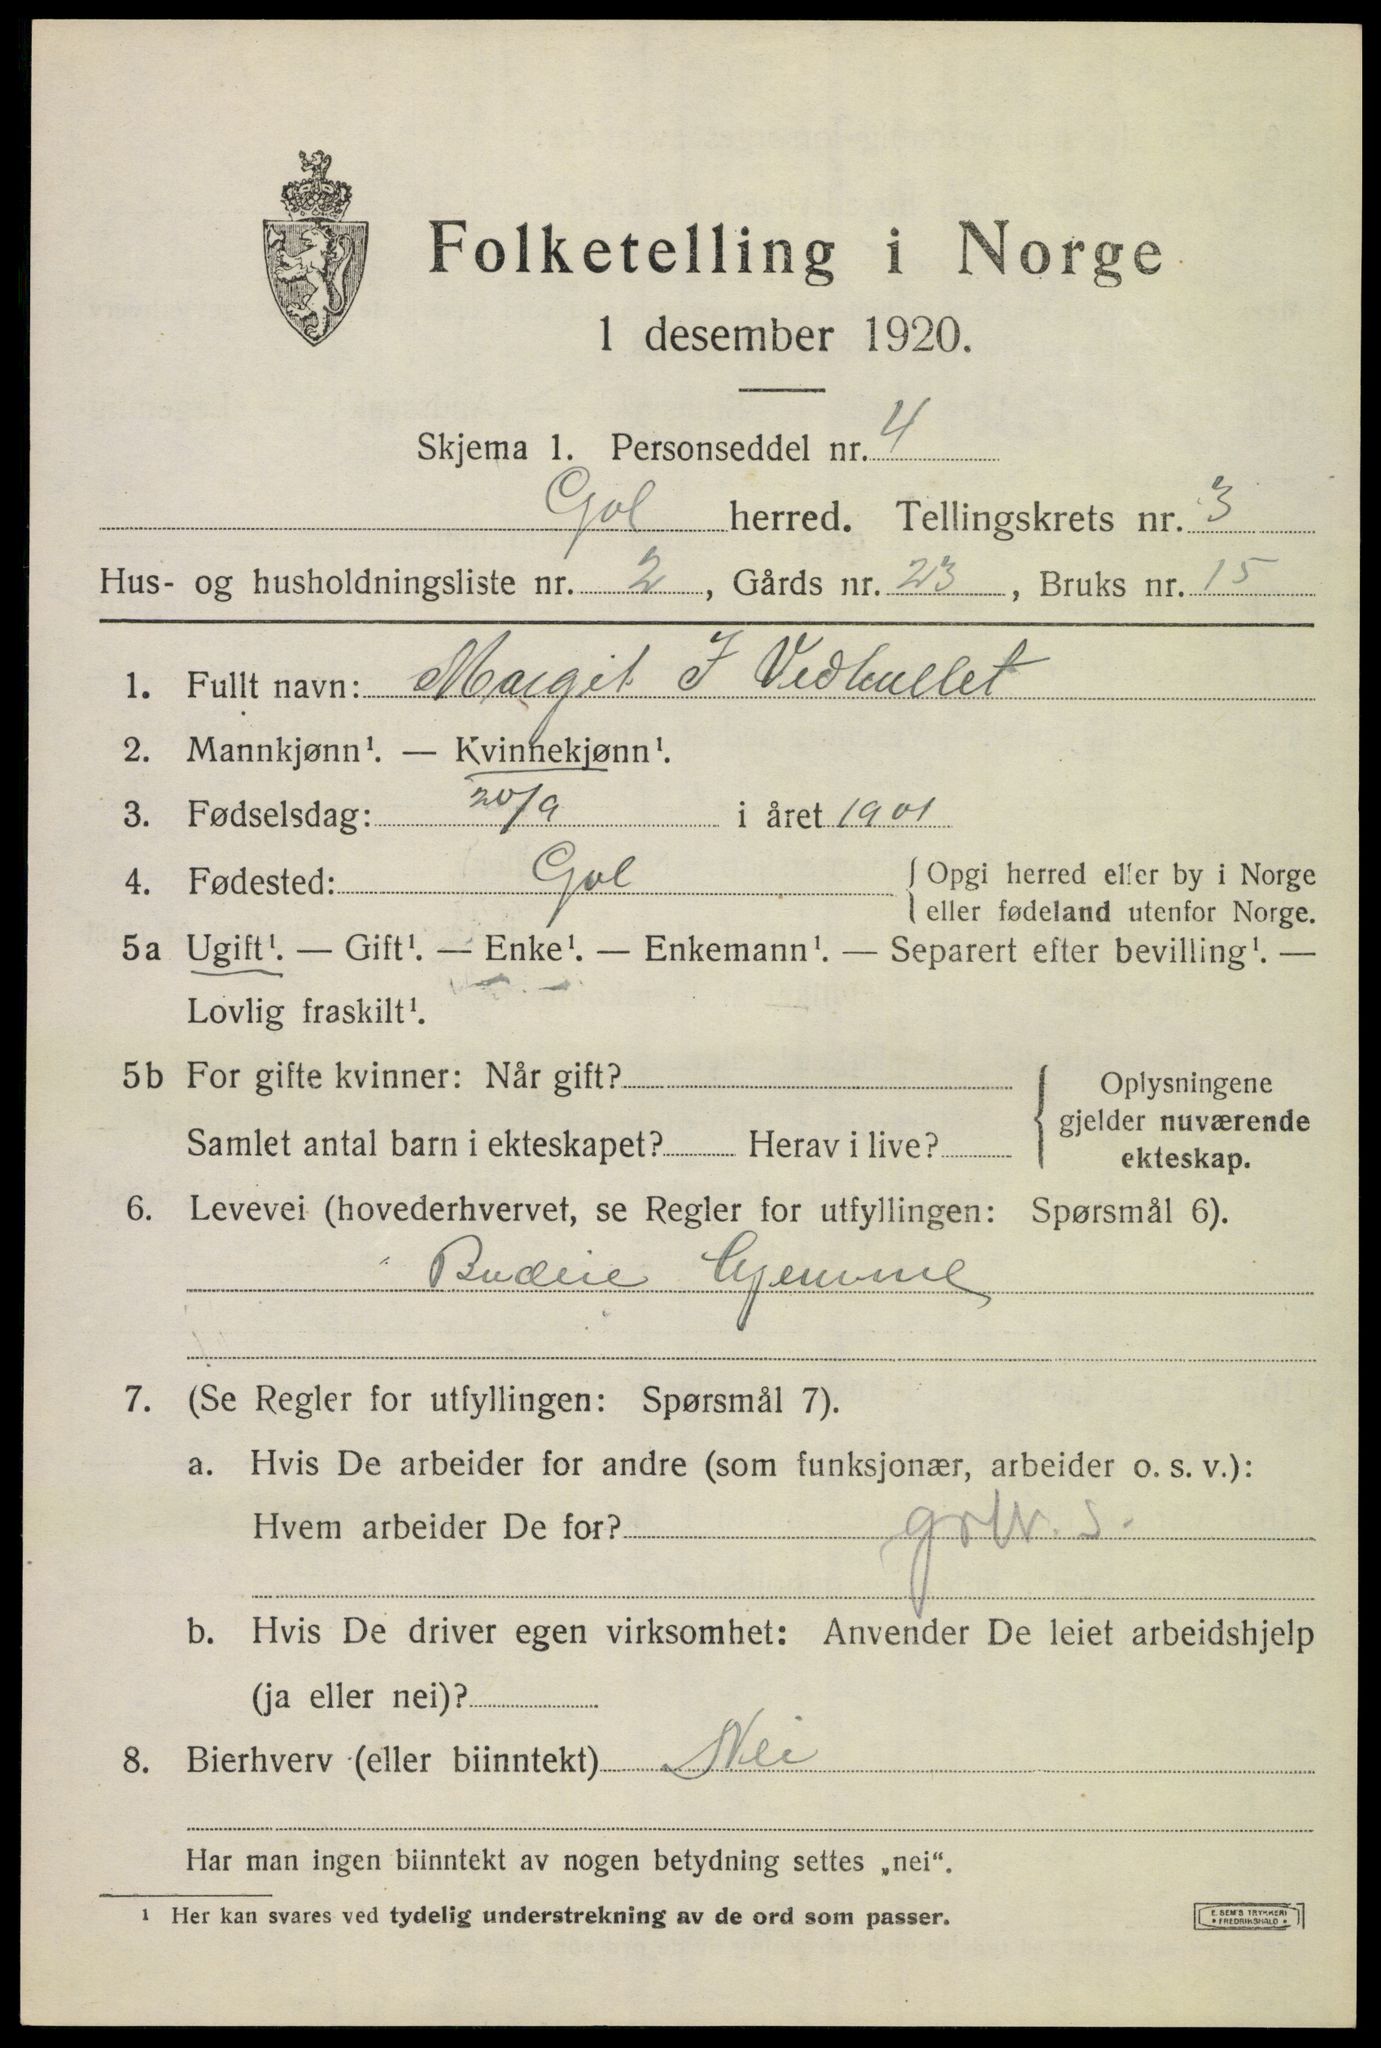 Folketelling i Norge
1 desember 1920.
Skjema 1. Personseddel nr. 4
Gol herred. Tellingskrets nr. 3
Hus- og husholdningsliste nr. 2, Gårds nr. 23, Bruks nr. 15
1. Fullt navn: Margit I Vedhullet
2. Mannkjønn¹. — Kvinnekjønn¹.
3. Fødselsdag: 20/9 i året 1901
4. Fødested: Gol { Opgi herred eller by i Norge
eller fødeland utenfor Norge.
5a Ugift¹. — Gift¹. — Enke¹. — Enkemann¹. — Separert efter bevilling¹. —
Lovlig fraskilt¹.
5b For gifte kvinner: Når gift?
Samlet antal barn i ekteskapet? Herav i live?
{ Oplysningene
gjelder nuværende
ekteskap.
6. Levevei (hovederhvervet, se Regler for utfyllingen: Spørsmål 6).
Budeie hjemme
7. (Se Regler for utfyllingen: Spørsmål 7).
a. Hvis De arbeider for andre (som funksjonær, arbeider o. s. v.):
Hvem arbeider De for?
b. Hvis De driver egen virksomhet: Anvender De leiet arbeidshjelp
(ja eller nei)?
8. Bierhverv (eller biinntekt) Nei
Har man ingen biinntekt av nogen betydning settes „nei“.
¹ Her kan svares ved tydelig understrekning av de ord som passer.
E. SEM'S TRYKKERI
• FREDRIKSHALD •